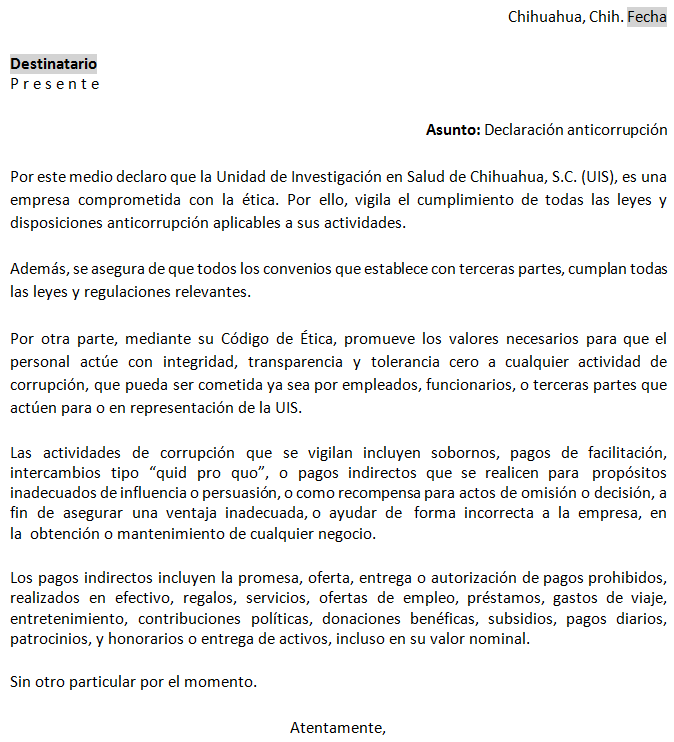 Chihuahua, Chih. Fecha
Destinatario
P r e s e n t e
Asunto: Declaración anticorrupción
Por este medio declaro que la Unidad de Investigación en Salud de Chihuahua, S.C. (UIS), es una
empresa comprometida con la ética. Por ello, vigila el cumplimiento de todas las leyes y
disposiciones anticorrupción aplicables a sus actividades.
Además, se asegura de que todos los convenios que establece con terceras partes, cumplan todas
las leyes y regulaciones relevantes.
Por otra parte, mediante su Código de Ética, promueve los valores necesarios para que el
personal actúe con integridad, transparencia y tolerancia cero a cualquier actividad de
corrupción, que pueda ser cometida ya sea por empleados, funcionarios, o terceras partes que
actúen para o en representación de la UIS.
Las actividades de corrupción que se vigilan incluyen sobornos, pagos de facilitación,
intercambios tipo “quid pro quo”, o pagos indirectos que se realicen para propósitos
inadecuados de influencia o persuasión, o como recompensa para actos de omisión o decisión, a
fin de asegurar una ventaja inadecuada, o ayudar de forma incorrecta a la empresa, en
la obtención o mantenimiento de cualquier negocio.
Los pagos indirectos incluyen la promesa, oferta, entrega o autorización de pagos prohibidos,
realizados en efectivo, regalos, servicios, ofertas de empleo, préstamos, gastos de viaje,
entretenimiento, contribuciones políticas, donaciones benéficas, subsidios, pagos diarios,
patrocinios, y honorarios o entrega de activos, incluso en su valor nominal.
Sin otro particular por el momento.
Atentamente,